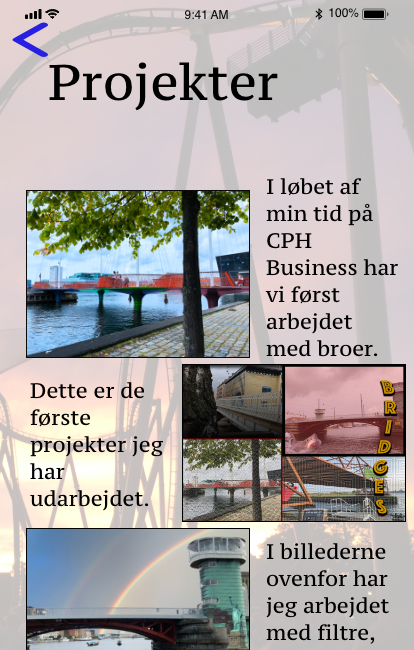 9:41 AM
100%
Projekter
I løbet af
min tid på
CPH
Business har
vi først
arbejdet
med broer.
Dette er de
første
projekter jeg
har
udarbejdet.
BRIDGES
I billederne
ovenfor har
jeg arbejdet
med filtre,